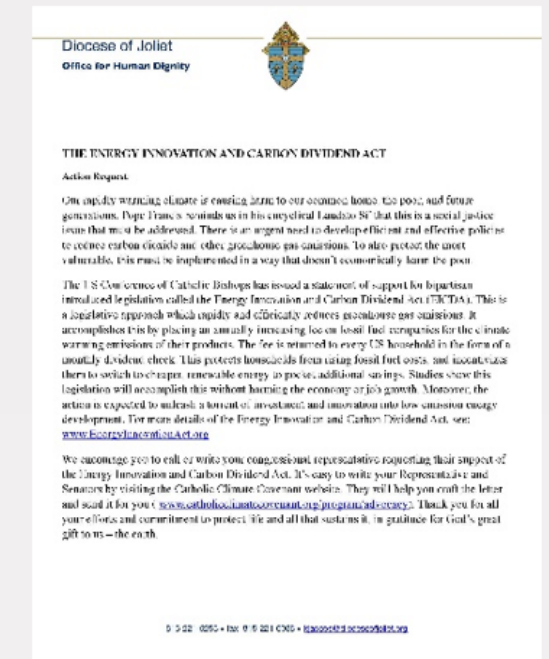 Diocese of Joliet
Office for Human Dignity
THE ENERGY INNOVATION AND CARBON DIVIDEND ACT
Action Request
Our rapidly warming climate is causing harm to our common home, the poor, and future
generations. Pope Francis reminds us in his encyclical Laudato Si' that this is a social justice
issue that must be addressed. There is an urgent need to develop efficient and effective policies
to reduce carbon dioxide and other greenhouse gas emissions. To also protect the most
vulnerable, this must be implemented in a way that doesn't economically harm the poor.
The US Conference of Catholic Bishops has issued a statement of support for bipartisan
introduced legislation called the Energy Innovation and Carbon Dividend Act (EICDA). This is
a legislative approach which rapidly and efficiently reduces greenhouse gas emissions. It
accomplishes this by placing an annually increasing fee on fossil fuel companies for the climate
warming emissions of their products. The fee is returned to every US household in the form of a
monthly dividend check. This protects households from rising fossil fuel costs, and incentivizes
them to switch to cheaper, renewable energy to pocket additional savings. Studies show this
legislation will accomplish this without harming the economy or job growth. Moreover, the
action is expected to unleash a torrent of investment and innovation into low emission energy
development. For more details of the Energy Innovation and Carbon Dividend Act, see:
www.EnergyInnovationAct.org
We encourage you to call or write your congressional representative requesting their support of
the Energy Innovation and Carbon Dividend Act. It's easy to write your Representative and
Senators by visiting the Catholic Climate Covenant website. They will help you craft the letter
and send it for you ( www.catholicclimatecovenant.org/program/advocacy). Thank you for all
your efforts and commitment to protect life and all that sustains it, in gratitude for God's great
gift to us – the earth.